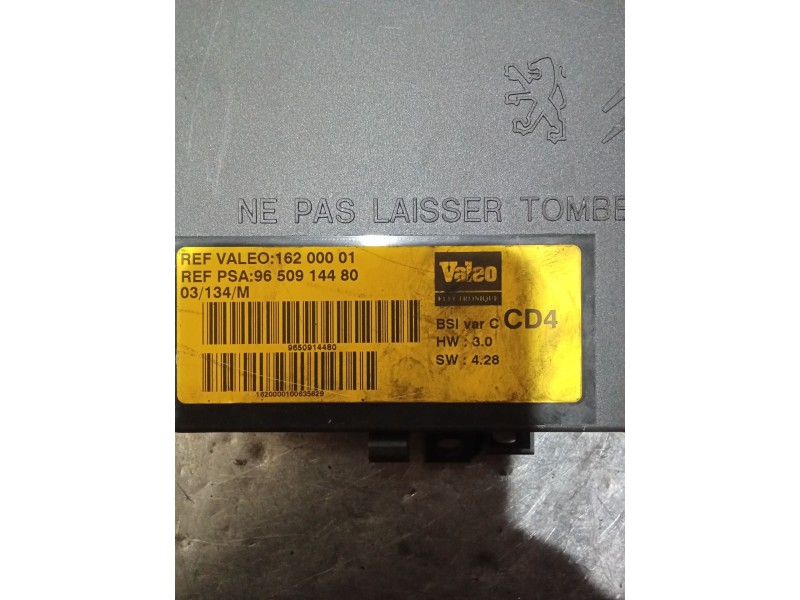 NE PAS LAISSER TOMBE
REF VALEO:162 000 01
REF PSA:96 509 144 80
03/134/M
9650914480
1620000100635629
Valeo
ELECTRONIQUE
BSI var C CD4
HW : 3.0
SW : 4.28